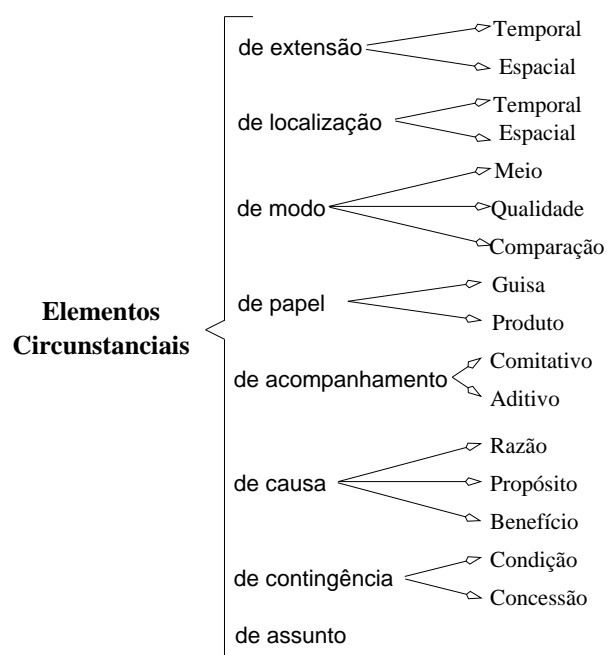 Elementos
Circunstanciais
de extensão
Temporal
Espacial
de localização
Temporal
Espacial
de modo
Meio
Qualidade
Comparação
de papel
Guisa
Produto
de acompanhamento
Comitativo
Aditivo
de causa
Razão
Propósito
Benefício
de contingência
Condição
Concessão
de assunto